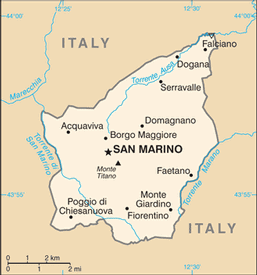 12°25'
12°30'
ITALY
Falciano
Dogana
Torrente Ausa
Marecchia
Serravalle
44°00'
Domagnano
Acquaviva
Borgo Maggiore
Torrente di
San Marino
SAN MARINO
Monte
Titano
Faetano
Torrente Marano
43°55'
43°55'
Monte
Giardino
Poggio di
Chiesanuova
Fiorentino
ITALY
0 1 2 km
0 2 mi
12°30'